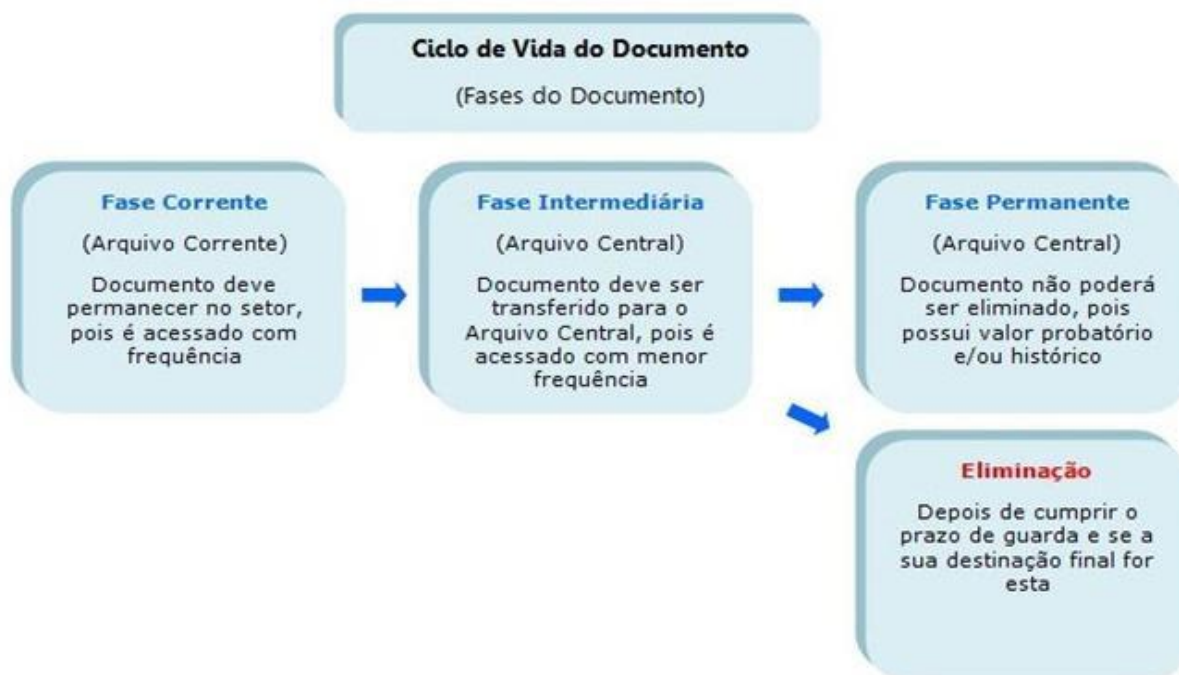 Ciclo de Vida do Documento
(Fases do Documento)
Fase Corrente
(Arquivo Corrente)
Documento deve
permanecer no setor,
pois é acessado com
frequência
Fase Intermediária
(Arquivo Central)
Documento deve ser
transferido para o
Arquivo Central, pois é
acessado com menor
frequência
Fase Permanente
(Arquivo Central)
Documento não poderá
ser eliminado, pois
possui valor probatório
e/ou histórico
Eliminação
Depois de cumprir o
prazo de guarda e se a
sua destinação final for
esta